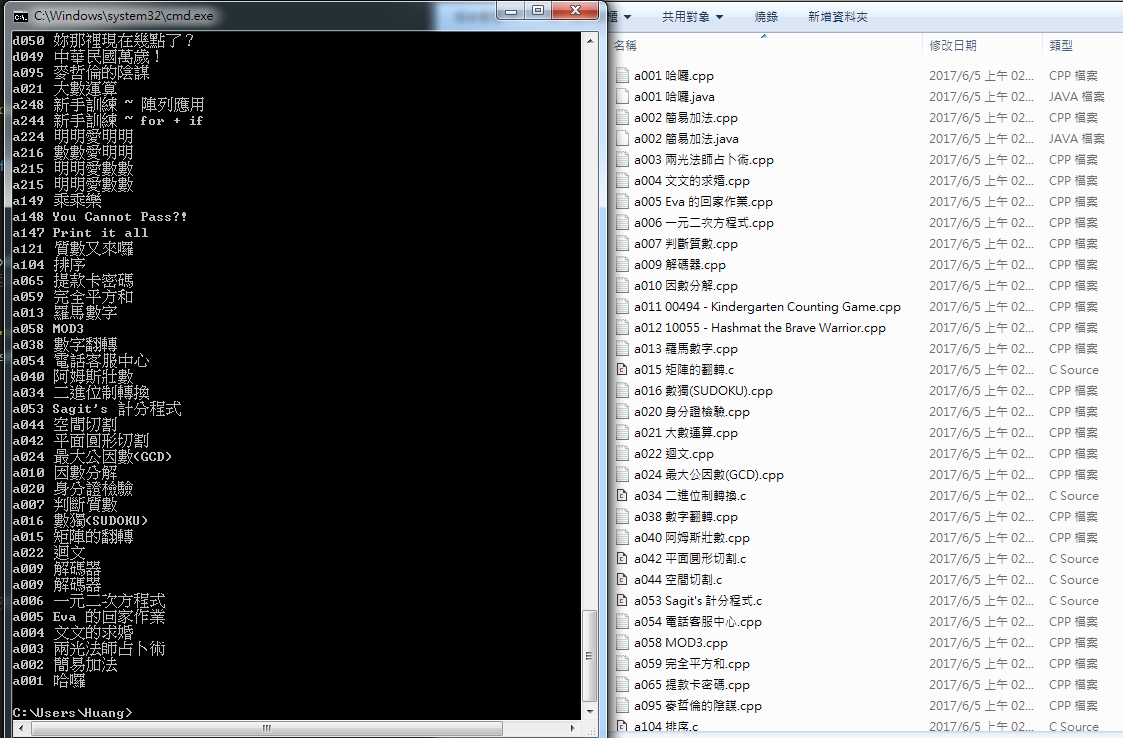 C:\Windows\system32\cmd.exe
d050 妳那裡現在幾點了？
d049 中華民國萬歲！
a095 麥哲倫的陰謀
a021 大數運算
a248 新手訓練 ~ 陣列應用
a244 新手訓練 ~ for + if
a224 明明愛明明
a216 數數愛明明
a215 明明愛數數
a215 明明愛數數
a149 乘乘樂
a148 You Cannot Pass?!
a147 Print it all
a121 質數又來囉
a104 排序
a065 提款卡密碼
a059 完全平方和
a013 羅馬數字
a058 MOD3
a038 數字翻轉
a054 電話客服中心
a040 阿姆斯壯數
a034 二進位制轉換
a053 Sagit's 計分程式
a044 空間切割
a042 平面圓形切割
a024 最大公因數(GCD)
a010 因數分解
a020 身分證檢驗
a007 判斷質數
a016 數獨(SUDOKU)
a015 矩陣的翻轉
a022 迴文
a009 解碼器
a009 解碼器
a006 一元二次方程式
a005 Eva 的回家作業
a004 文文的求婚
a003 兩光法師占卜術
a002 簡易加法
a001 哈囉
C:\Users\Huang>
櫃 共用對象 燒錄 新增資料夾
名稱 修改日期 類型
a001 哈囉.cpp 2017/6/5 上午 02... CPP 檔案
a001 哈囉.java 2017/6/5 上午 02... JAVA 檔案
a002 簡易加法.cpp 2017/6/5 上午 02... CPP 檔案
a002 簡易加法.java 2017/6/5 上午 02... JAVA 檔案
a003 兩光法師占卜術.cpp 2017/6/5 上午 02... CPP 檔案
a004 文文的求婚.cpp 2017/6/5 上午 02... CPP 檔案
a005 Eva 的回家作業.cpp 2017/6/5 上午 02... CPP 檔案
a006 一元二次方程式.cpp 2017/6/5 上午 02... CPP 檔案
a007 判斷質數.cpp 2017/6/5 上午 02... CPP 檔案
a009 解碼器.cpp 2017/6/5 上午 02... CPP 檔案
a010 因數分解.cpp 2017/6/5 上午 02... CPP 檔案
a011 00494 - Kindergarten Counting Game.cpp 2017/6/5 上午 02... CPP 檔案
a012 10055 - Hashmat the Brave Warrior.cpp 2017/6/5 上午 02... CPP 檔案
a013 羅馬數字.cpp 2017/6/5 上午 02... CPP 檔案
a015 矩陣的翻轉.c 2017/6/5 上午 02... C Source
a016 數獨(SUDOKU).cpp 2017/6/5 上午 02... CPP 檔案
a020 身分證檢驗.cpp 2017/6/5 上午 02... CPP 檔案
a021 大數運算.cpp 2017/6/5 上午 02... CPP 檔案
a022 迴文.cpp 2017/6/5 上午 02... CPP 檔案
a024 最大公因數(GCD).cpp 2017/6/5 上午 02... CPP 檔案
a034 二進位制轉換.c 2017/6/5 上午 02... C Source
a038 數字翻轉.cpp 2017/6/5 上午 02... CPP 檔案
a040 阿姆斯壯數.cpp 2017/6/5 上午 02... CPP 檔案
a042 平面圓形切割.c 2017/6/5 上午 02... C Source
a044 空間切割.c 2017/6/5 上午 02... C Source
a053 Sagit's 計分程式.c 2017/6/5 上午 02... C Source
a054 電話客服中心.cpp 2017/6/5 上午 02... CPP 檔案
a058 MOD3.cpp 2017/6/5 上午 02... CPP 檔案
a059 完全平方和.cpp 2017/6/5 上午 02... CPP 檔案
a065 提款卡密碼.cpp 2017/6/5 上午 02... CPP 檔案
a095 麥哲倫的陰謀.cpp 2017/6/5 上午 02... CPP 檔案
a104 排序.c 2017/6/5 上午 02... C Source